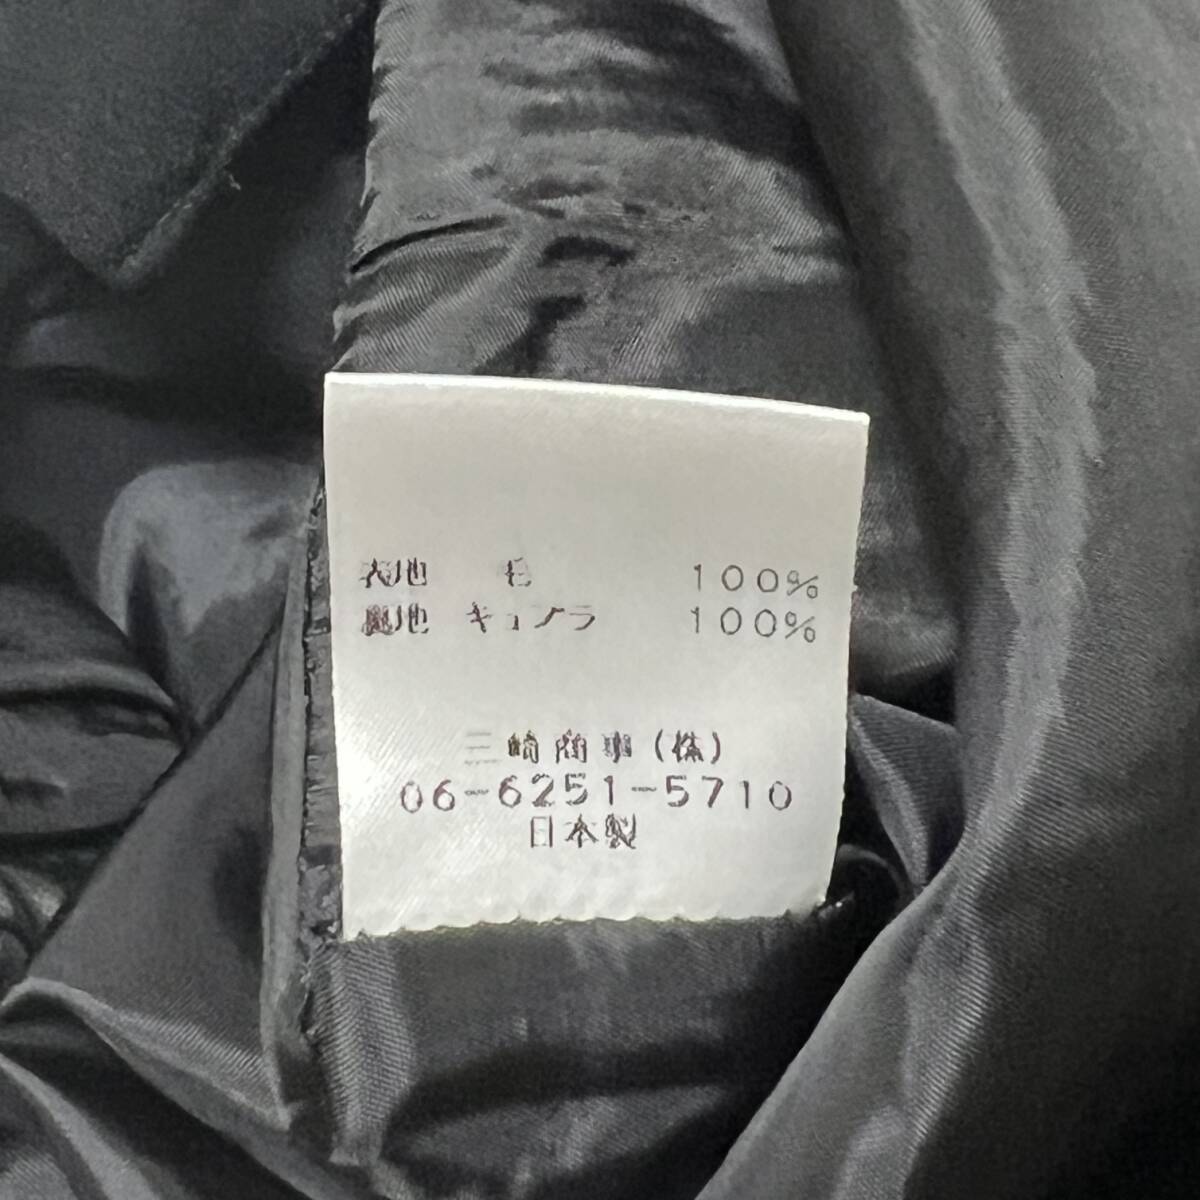 表地 毛 100%
裏地 キュプラ 100%
三崎商事(株)
06-6251-5710
日本製